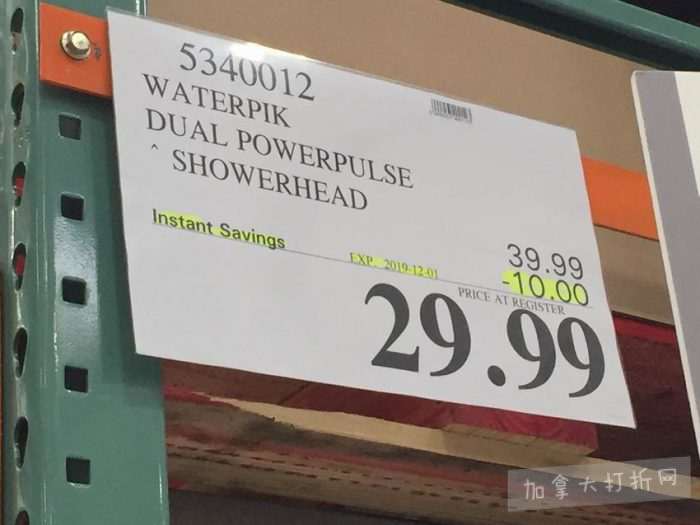 5340012
WATERPIK
DUAL POWERPULSE
^ SHOWERHEAD
Instant Savings
EXP. 2019-12-01
39.99
-10.00
PRICE AT REGISTER
29.99
加拿大打折网